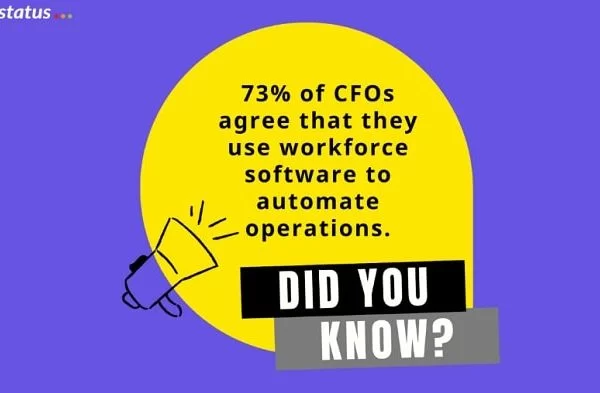 status...
73% of CFOs
agree that they
use workforce
software to
automate
operations.
DID YOU
KNOW?